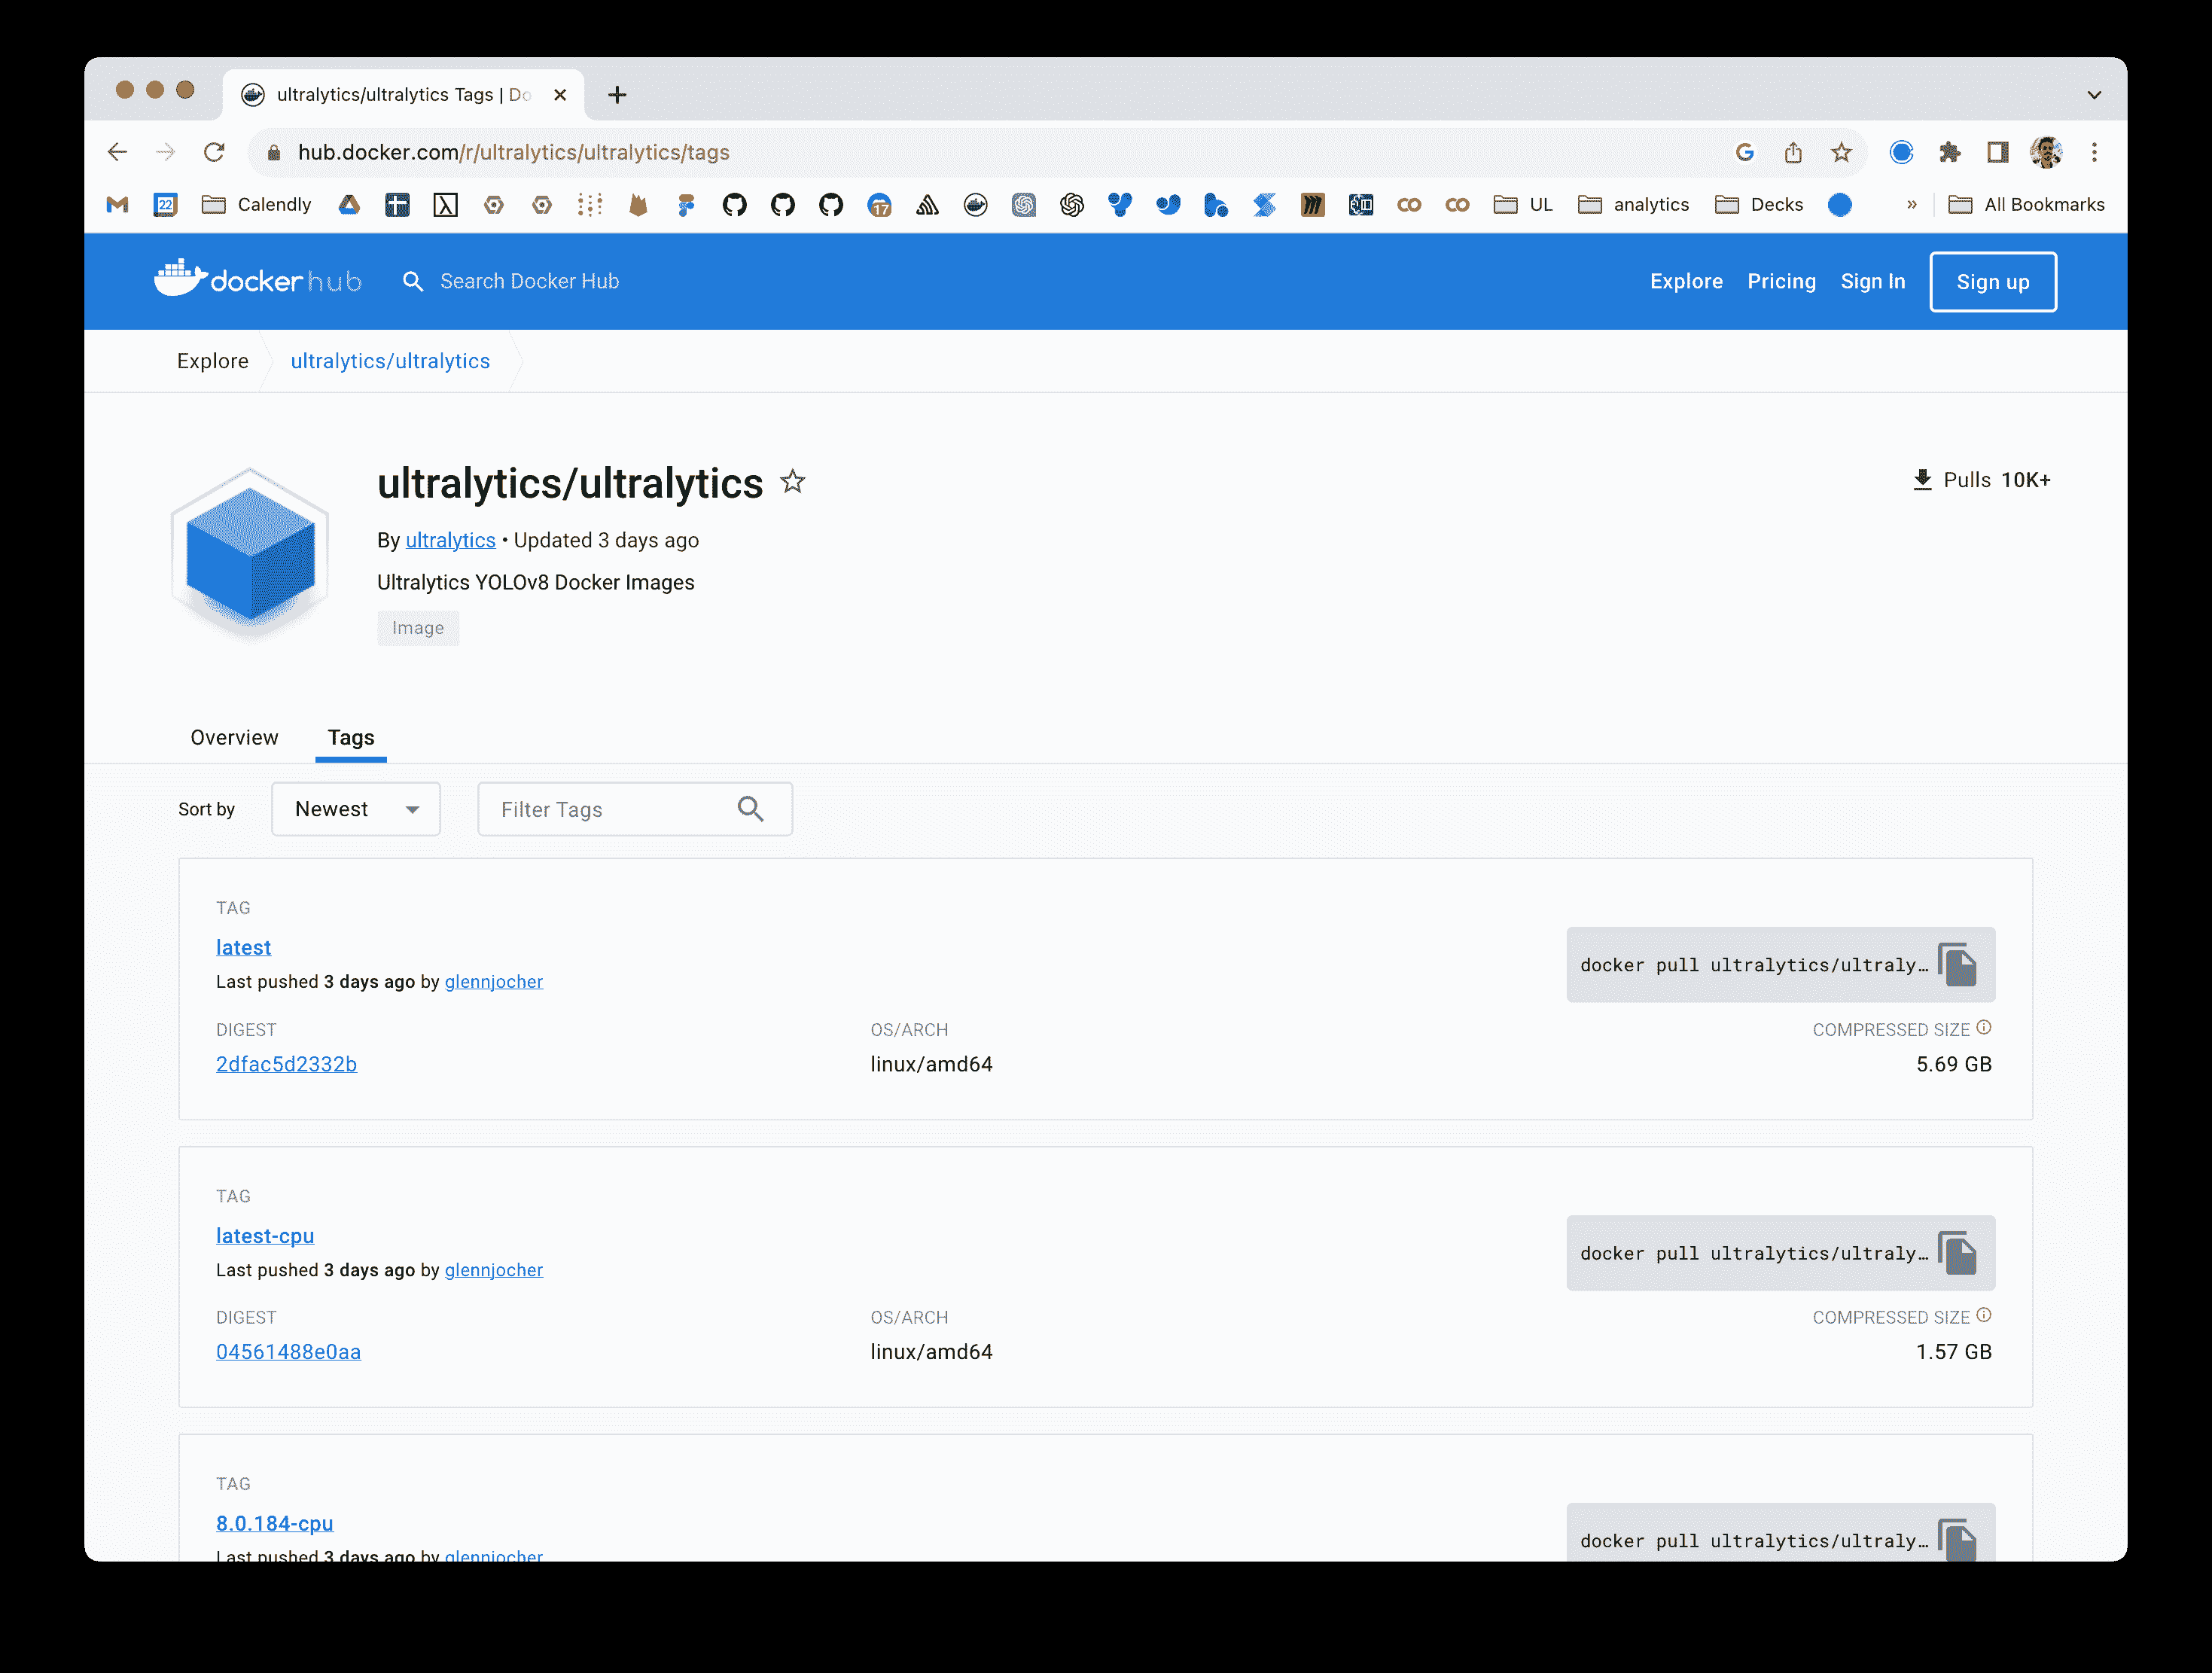 ultralytics/ultralytics Tags | Do
hub.docker.com/r/ultralytics/ultralytics/tags
22 Calendly 17 UL analytics Decks » All Bookmarks
dockerhub Search Docker Hub Explore Pricing Sign In Sign up
Explore ultralytics/ultralytics
ultralytics/ultralytics Pulls 10K+
By ultralytics • Updated 3 days ago
Ultralytics YOLOv8 Docker Images
Image
Overview Tags
Sort by Newest Filter Tags
TAG
latest docker pull ultralytics/ultraly…
Last pushed 3 days ago by glennjocher
DIGEST OS/ARCH COMPRESSED SIZE
2dfac5d2332b linux/amd64 5.69 GB
TAG
latest-cpu docker pull ultralytics/ultraly…
Last pushed 3 days ago by glennjocher
DIGEST OS/ARCH COMPRESSED SIZE
04561488e0aa linux/amd64 1.57 GB
TAG
8.0.184-cpu docker pull ultralytics/ultraly…
Last pushed 3 days ago by glennjocher